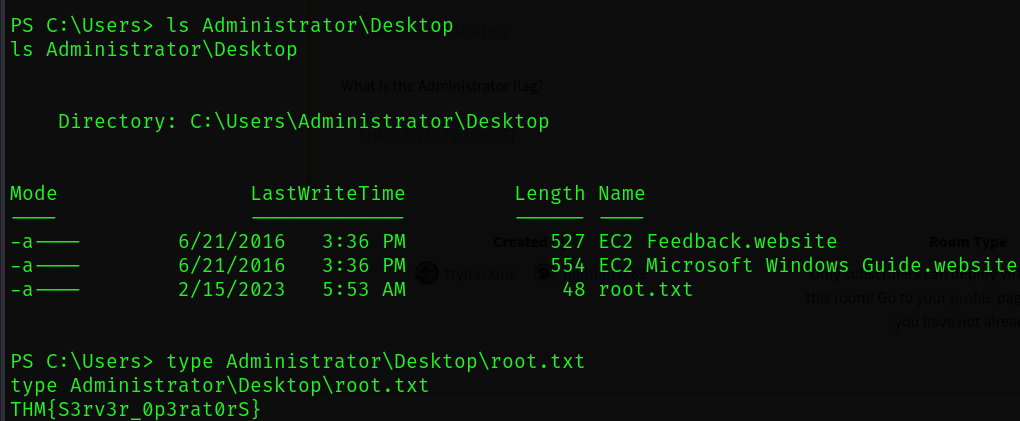 PS C:\Users> ls Administrator\Desktop
ls Administrator\Desktop
What is the Administrator flag?
Directory: C:\Users\Administrator\Desktop
Mode LastWriteTime Length Name
---- ------------- ------ ----
-a---- 6/21/2016 3:36 PM 527 EC2 Feedback.website
Created Room Type
-a---- 6/21/2016 3:36 PM 554 EC2 Microsoft Windows Guide.website
tryhackme
-a---- 2/15/2023 5:53 AM 48 root.txt
this room! Go to your profile pag
you have not alrea
PS C:\Users> type Administrator\Desktop\root.txt
type Administrator\Desktop\root.txt
THM{S3rv3r_0p3rat0rS}